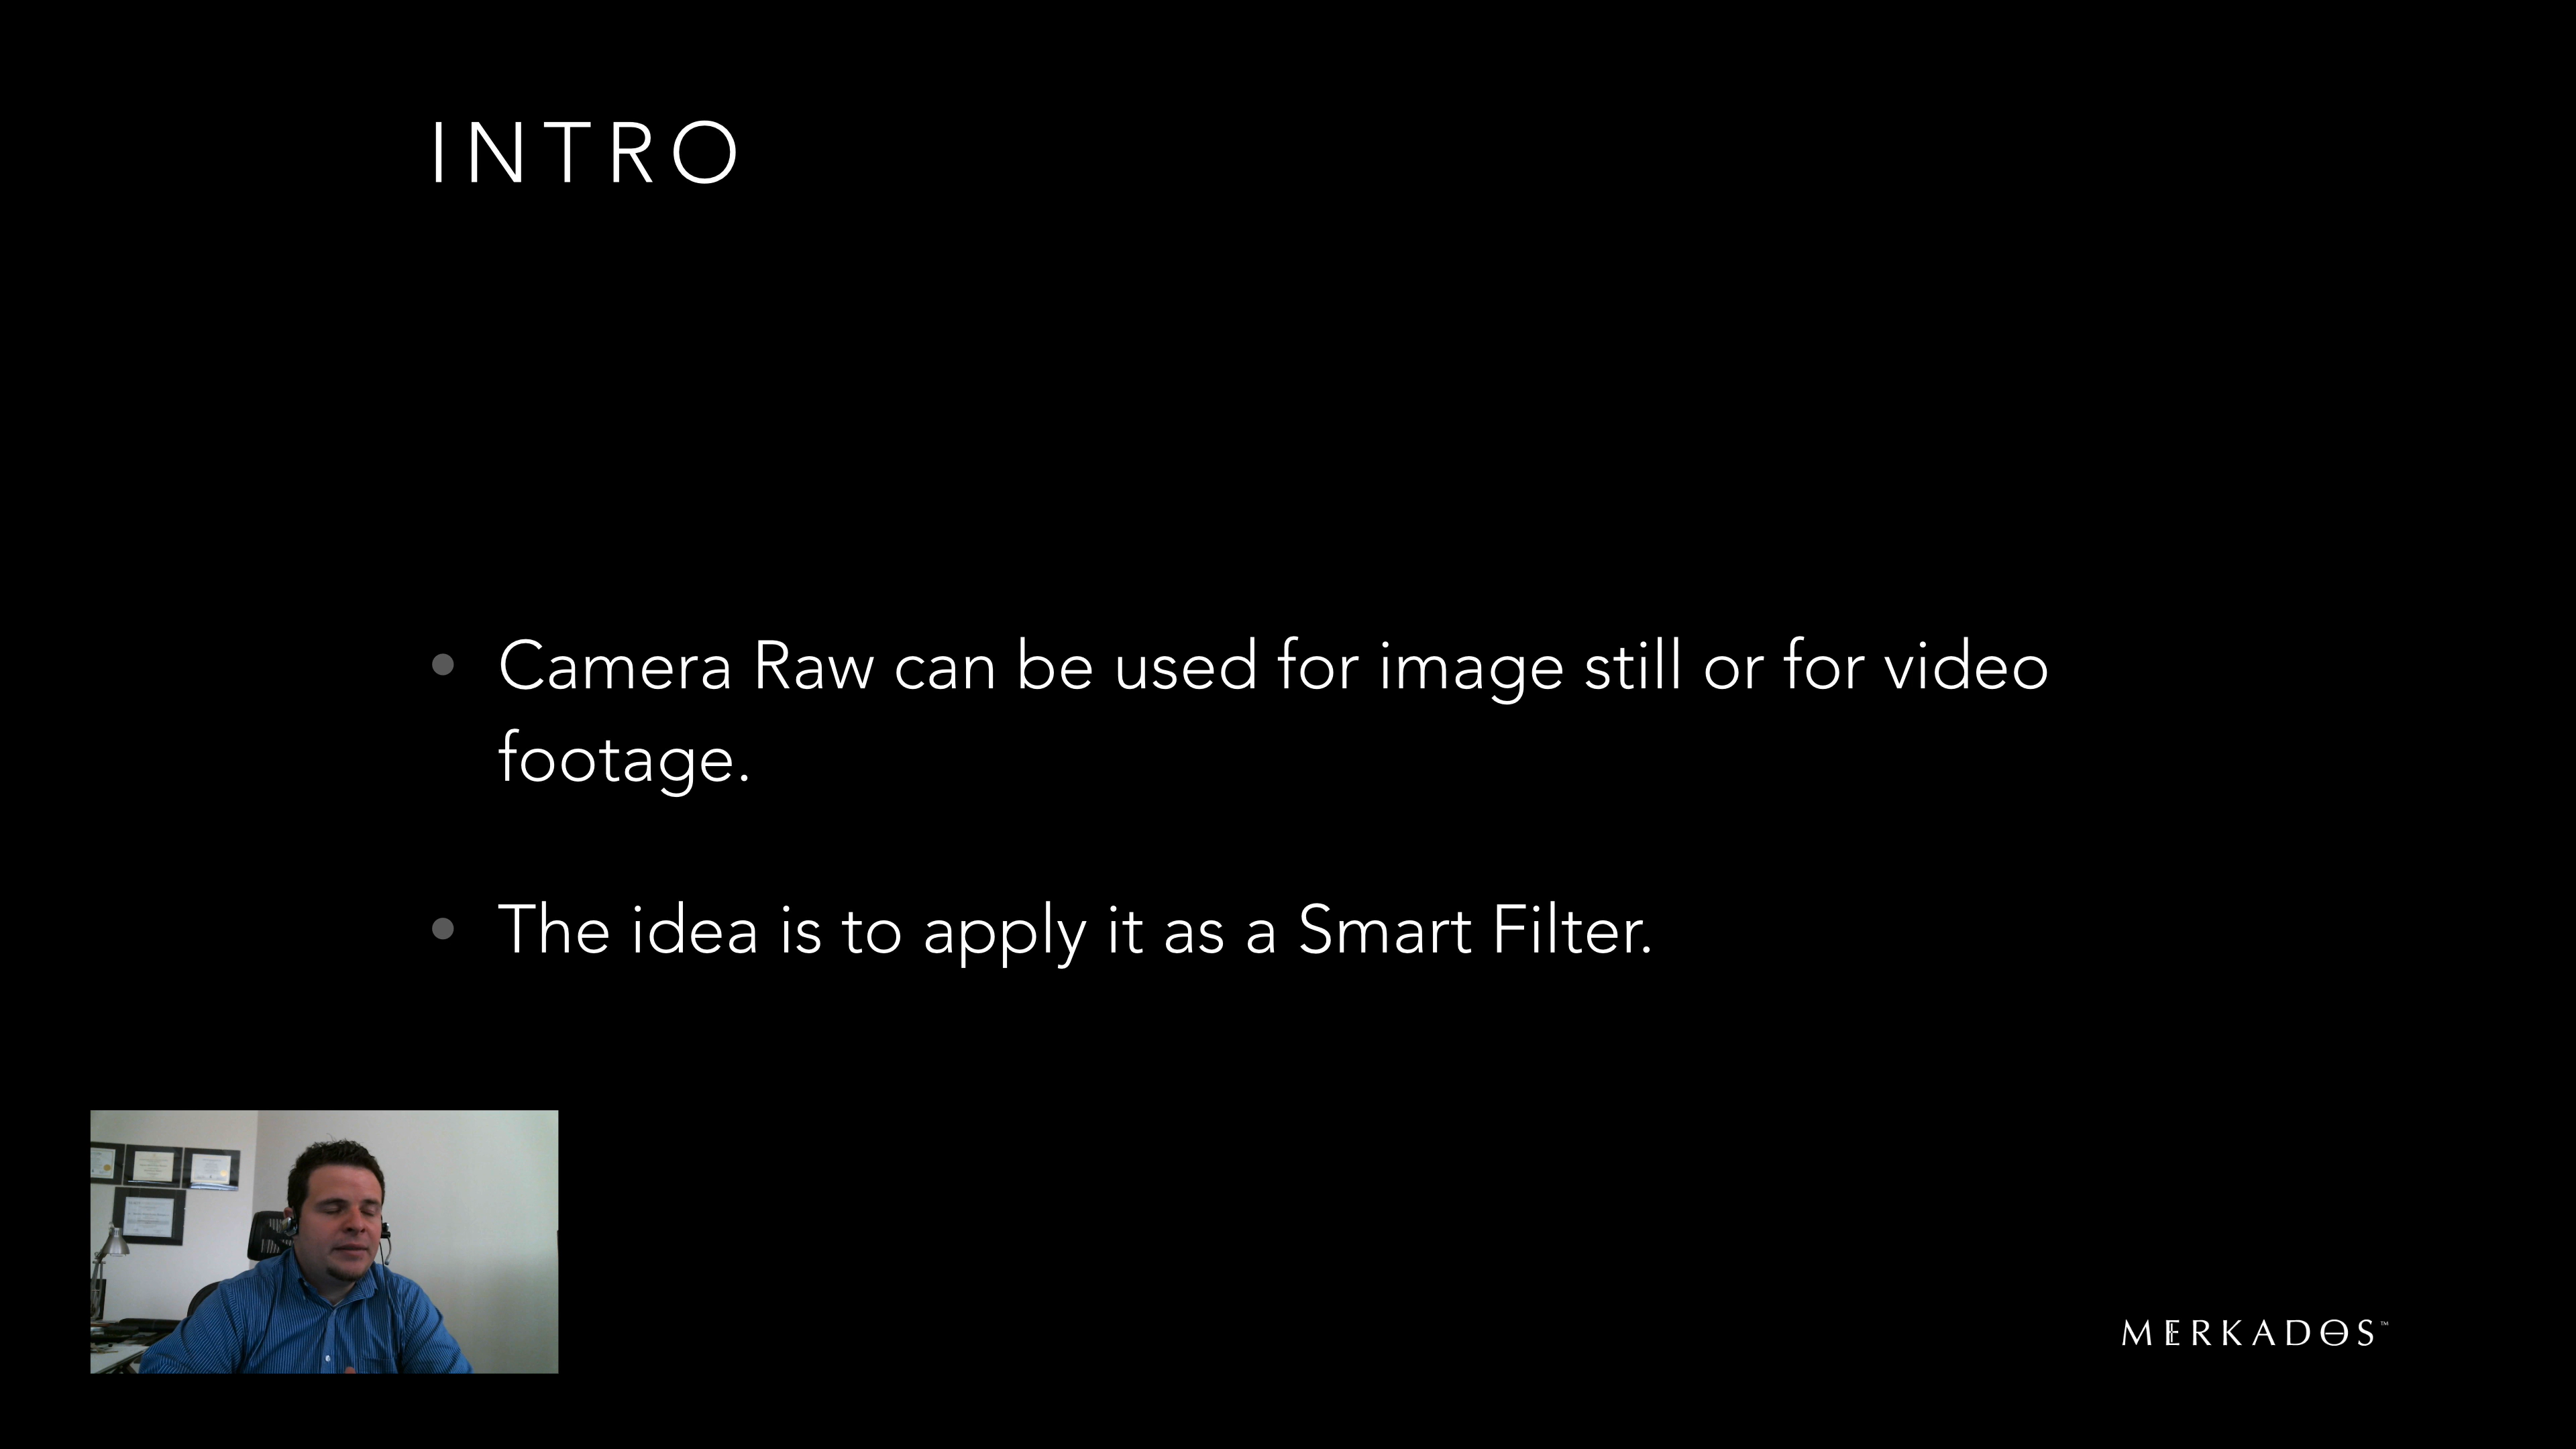 INTRO
• Camera Raw can be used for image still or for video
footage.
• The idea is to apply it as a Smart Filter.
MERKADOS™